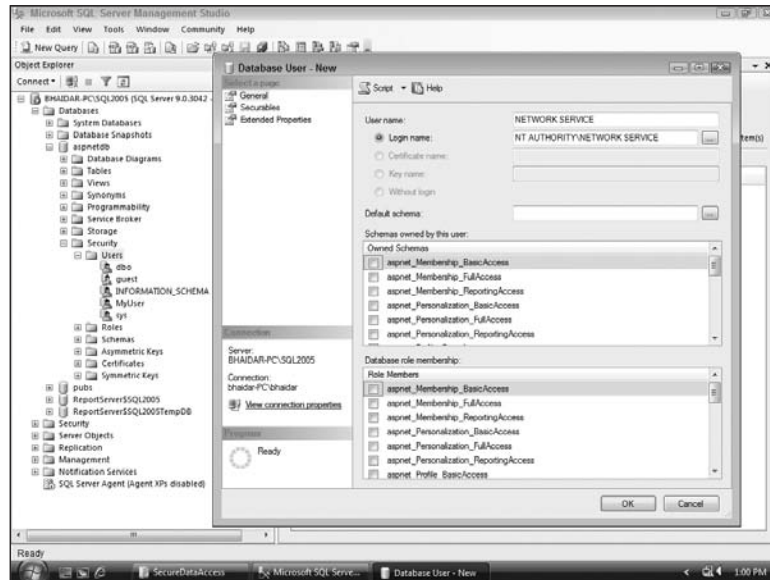 Microsoft SQL Server Management Studio
File Edit View Tools Window Community Help
New Query
Object Explorer
Connect
BHAIDAR-PC\SQL2005 (SQL Server 9.0.3042 -
Databases
System Databases
Database Snapshots
aspnetdb
Database Diagrams
Tables
Views
Synonyms
Programmability
Service Broker
Storage
Security
Users
dbo
guest
INFORMATION_SCHEMA
MyUser
sys
Roles
Schemas
Asymmetric Keys
Certificates
Symmetric Keys
pubs
ReportServer$SQL2005
ReportServer$SQL2005TempDB
Security
Server Objects
Replication
Management
Notification Services
SQL Server Agent (Agent XPs disabled)
Ready
Database User - New
Select a page
General
Securables
Extended Properties
Connection
Server:
BHAIDAR-PC\SQL2005
Connection:
bhaidar-PC\bhaidar
View connection properties
Progress
Ready
Script Help
User name: NETWORK SERVICE
Login name: NT AUTHORITY\NETWORK SERVICE ...
Certificate name:
Key name:
Without login
Default schema: ...
Schemas owned by this user:
Owned Schemas
aspnet_Membership_BasicAccess
aspnet_Membership_FullAccess
aspnet_Membership_ReportingAccess
aspnet_Personalization_BasicAccess
aspnet_Personalization_FullAccess
aspnet_Personalization_ReportingAccess
Database role membership:
Role Members
aspnet_Membership_BasicAccess
aspnet_Membership_FullAccess
aspnet_Membership_ReportingAccess
aspnet_Personalization_BasicAccess
aspnet_Personalization_FullAccess
aspnet_Personalization_ReportingAccess
aspnet_Profile_BasicAccess
OK Cancel
tem(s)
SecureDataAccess Microsoft SQL Serve... Database User - New 1:00 PM